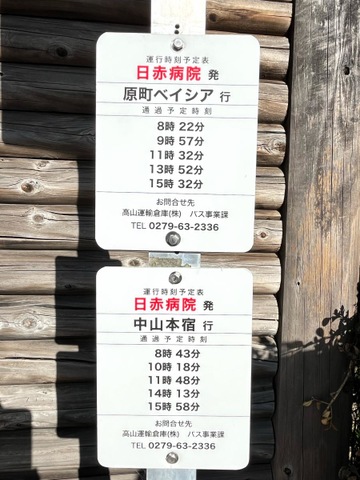 運行時刻予定表
日赤病院 発
原町ベイシア 行
通過予定時刻
8時 22分
9時 57分
11時 32分
13時 52分
15時 32分
お問合せ先
高山運輸倉庫(株) バス事業課
TEL 0279-63-2336
運行時刻予定表
日赤病院 発
中山本宿 行
通過予定時刻
8時 43分
10時 18分
11時 48分
14時 13分
15時 58分
お問合せ先
高山運輸倉庫(株) バス事業課
TEL 0279-63-2336